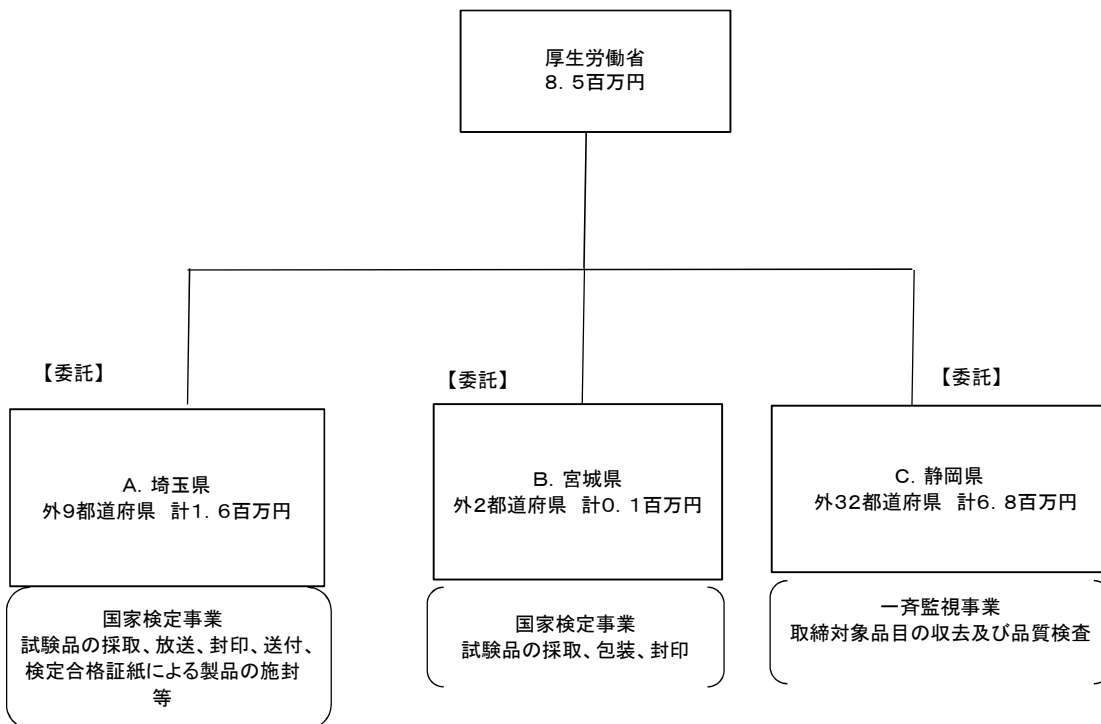 厚生労働省
8．5百万円
【委託】
【委託】
【委託】
A．埼玉県
外9都道府県　計1．6百万円
B．宮城県
外2都道府県　計0．1百万円
C．静岡県
外32都道府県　計6．8百万円
国家検定事業
試験品の採取、放送、封印、送付、
検定合格証紙による製品の施封
等
国家検定事業
試験品の採取、包装、封印
一斉監視事業
取締対象品目の収去及び品質検査